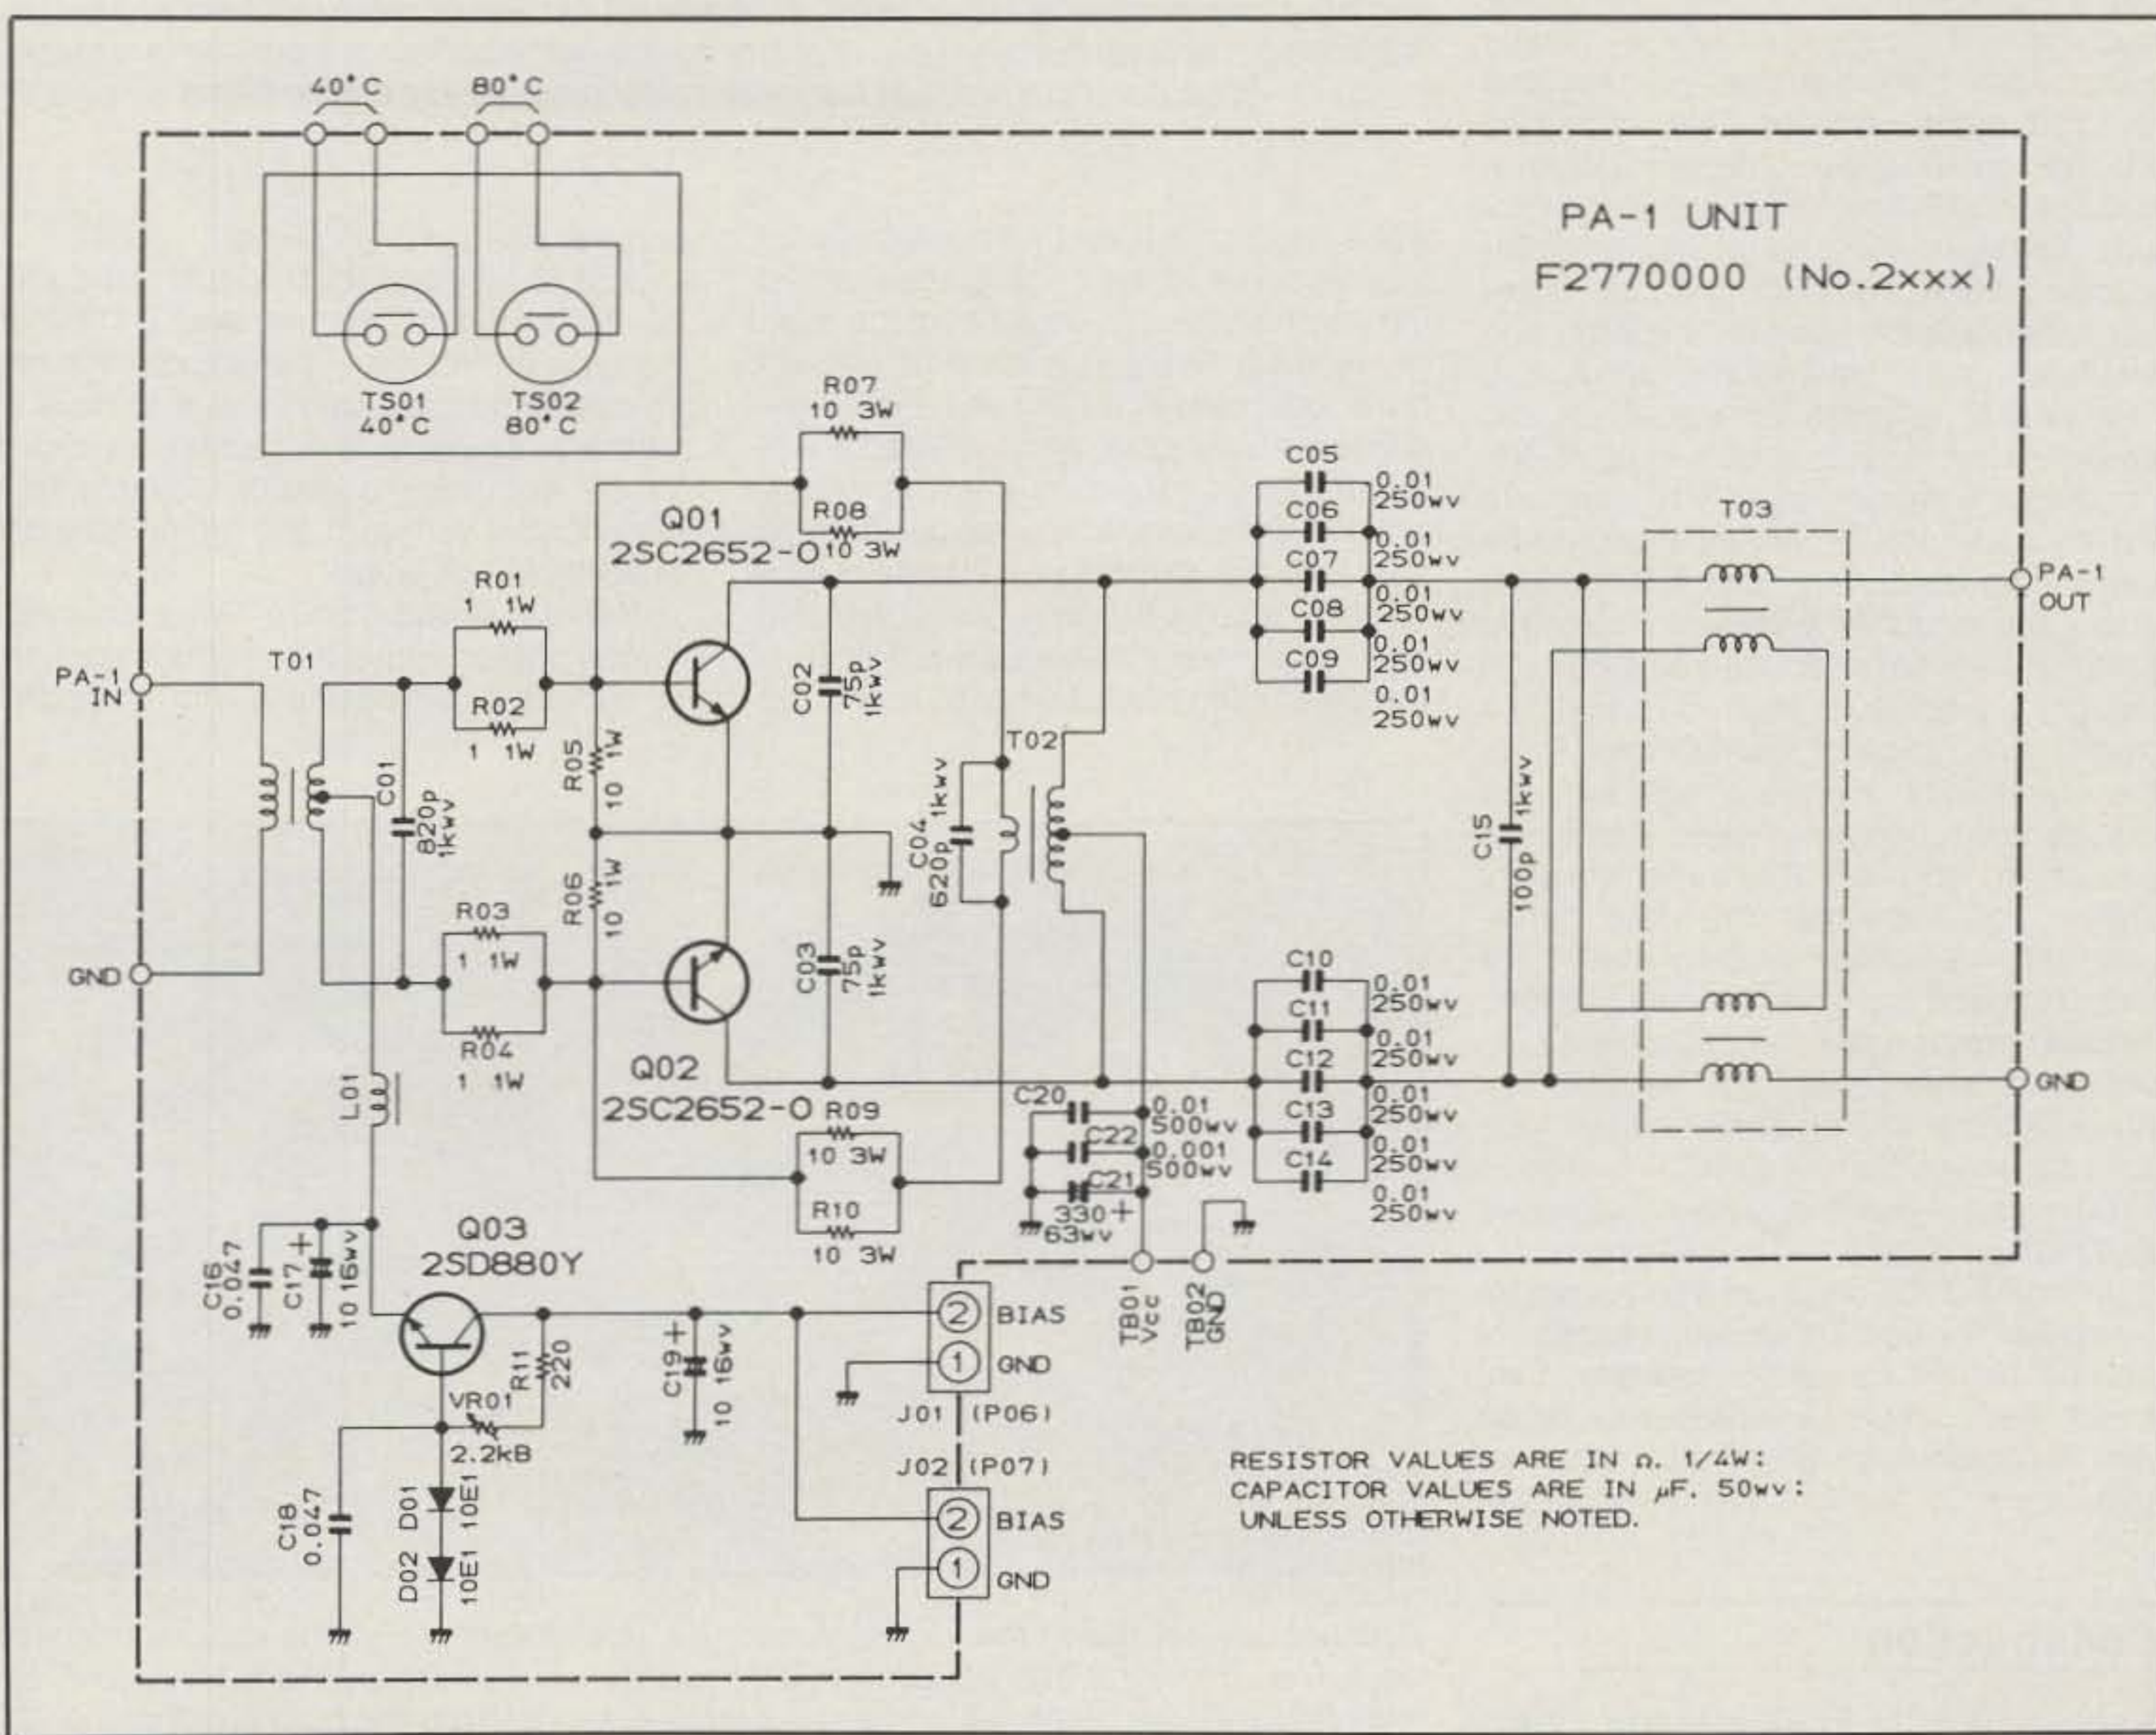 40°C 80°C
PA-1 UNIT
F2770000 (No.2xxx)
TS01
40°C
TS02
80°C
R07
10 3W
R08
10 3W
Q01
2SC2652-O
C05
0.01
250wv
C06
0.01
250wv
C07
0.01
250wv
C08
0.01
250wv
C09
0.01
250wv
T03
PA-1
OUT
R01
1 1W
R02
1 1W
T01
PA-1
IN
C01
820p
1kwv
R05
10 1W
R06
10 1W
C02
75p
1kwv
C03
75p
1kwv
T02
C04
620p 1kwv
C15
100p 1kwv
GND
R03
1 1W
R04
1 1W
Q02
2SC2652-O
L01
R09
10 3W
R10
10 3W
C20
0.01
500wv
C22
0.001
500wv
C21
330 +
63wv
C10
0.01
250wv
C11
0.01
250wv
C12
0.01
250wv
C13
0.01
250wv
C14
0.01
250wv
GND
Q03
2SD880Y
C16
0.047
C17 +
10 16wv
R11
220
C19 +
10 16wv
VR01
2.2kB
C18
0.047
D01
10E1
D02
10E1
2 BIAS
1 GND
J01 (P06)
J02 (P07)
2 BIAS
1 GND
TB01
Vcc
TB02
GND
RESISTOR VALUES ARE IN Ω. 1/4W:
CAPACITOR VALUES ARE IN µF. 50wv:
UNLESS OTHERWISE NOTED.